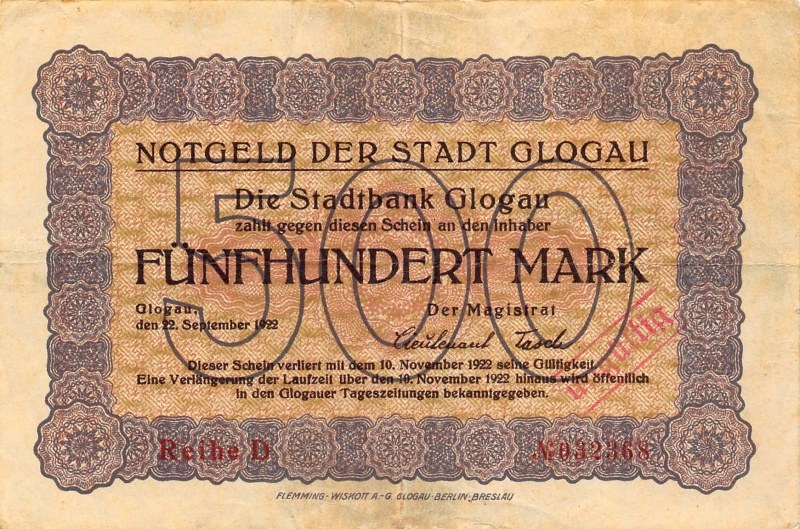 NOTGELD DER STADT GLOGAU
500
Die Stadtbank Glogau
zahlt gegen diesen Schein an den Inhaber
FÜNFHUNDERT MARK
Glogau, Der Magistrat
den 22. September 1922
Dieser Schein verliert mit dem 10. November 1922 seine Gültigkeit
Eine Verlängerung der Laufzeit über den 10. November 1922 hinaus wird öffentlich
in den Glogauer Tageszeitungen bekanntgegeben.
Reihe D №032368
FLEMMING-WISKOTT A.-G. GLOGAU-BERLIN-BRESLAU